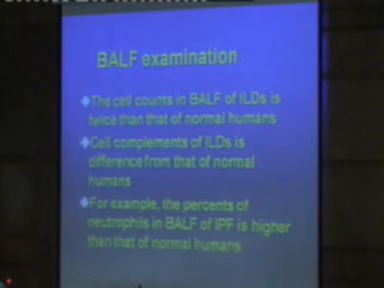 BALF examination
The cell counts in BALF of ILDs is
twice than that of normal humans
Cell complements of ILDs is
difference from that of normal
humans
For example, the percents of
neutrophils in BALF of IPF is higher
than that of normal humans